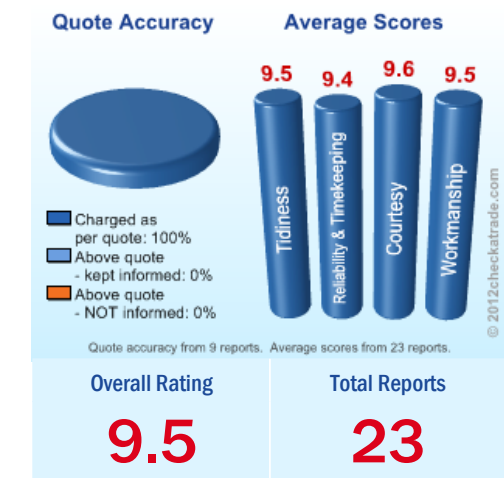 Quote Accuracy
Average Scores
9.5
9.4
9.6
9.5
Tidiness
Reliability & Timekeeping
Courtesy
Workmanship
Charged as
per quote: 100%
Above quote
- kept informed: 0%
Above quote
- NOT informed: 0%
© 2012checkatrade.com
Quote accuracy from 9 reports. Average scores from 23 reports.
Overall Rating
9.5
Total Reports
23